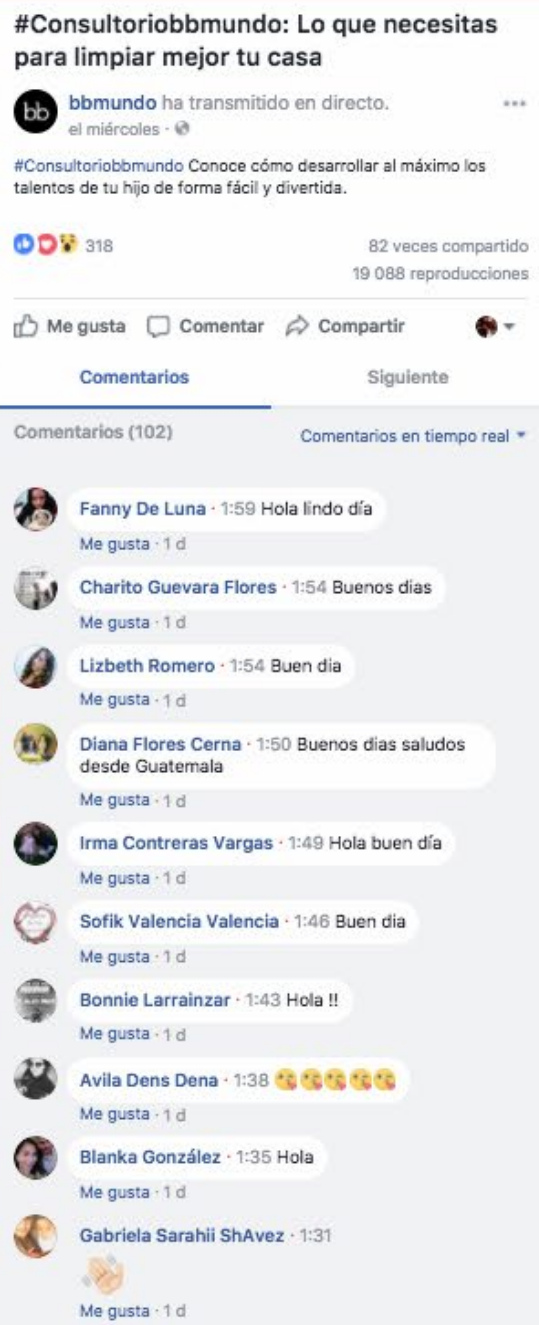 #Consultoriobbmundo: Lo que necesitas
para limpiar mejor tu casa
bb
bbmundo ha transmitido en directo.
el miércoles ·
#Consultoriobbmundo Conoce cómo desarrollar al máximo los
talentos de tu hijo de forma fácil y divertida.
318
82 veces compartido
19 088 reproducciones
Me gusta Comentar Compartir
Comentarios Siguiente
Comentarios (102) Comentarios en tiempo real
Fanny De Luna · 1:59 Hola lindo día
Me gusta · 1 d
Charito Guevara Flores · 1:54 Buenos días
Me gusta · 1 d
Lizbeth Romero · 1:54 Buen dia
Me gusta · 1 d
Diana Flores Cerna · 1:50 Buenos dias saludos
desde Guatemala
Me gusta · 1 d
Irma Contreras Vargas · 1:49 Hola buen día
Me gusta · 1 d
Sofik Valencia Valencia · 1:46 Buen dia
Me gusta · 1 d
Bonnie Larrainzar · 1:43 Hola !!
Me gusta · 1 d
Avila Dens Dena · 1:38 😘😘😘😘😘
Me gusta · 1 d
Blanka González · 1:35 Hola
Me gusta · 1 d
Gabriela Sarahii ShAvez · 1:31
👋🏻
Me gusta · 1 d